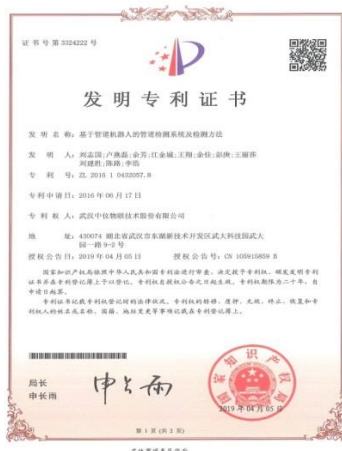 证书号第3324222号
发明专利证书
发 明 名 称：基于管道机器人的管道检测系统及检测方法
发 明 人：刘志国;卢燕磊;余芳;江金城;王翔;余佳;彭庚;王丽莎
刘建胜;陈路;李浩
专 利 号：ZL 2016 1 0432057.8
专利申请日：2016年06月17日
专 利 权 人：武汉中仪物联技术股份有限公司
地 址：430074 湖北省武汉市东湖新技术开发区武大科技园武大
园一路9-2号
授权公告日：2019年04月05日 授权公告号：CN 105915859 B
国家知识产权局依照中华人民共和国专利法进行审查，决定授予专利权，颁发发明专利
证书并在专利登记簿上予以登记。专利权自授权公告之日起生效。专利权期限为二十年，自
申请日起算。
专利证书记载专利权登记时的法律状况。专利权的转移、质押、无效、终止、恢复和专
利权人的姓名或名称、国籍、地址变更等事项记载在专利登记簿上。
局长
申长雨
申长雨
国家知识产权局
2019年04月05日
第 1 页 (共 2 页)